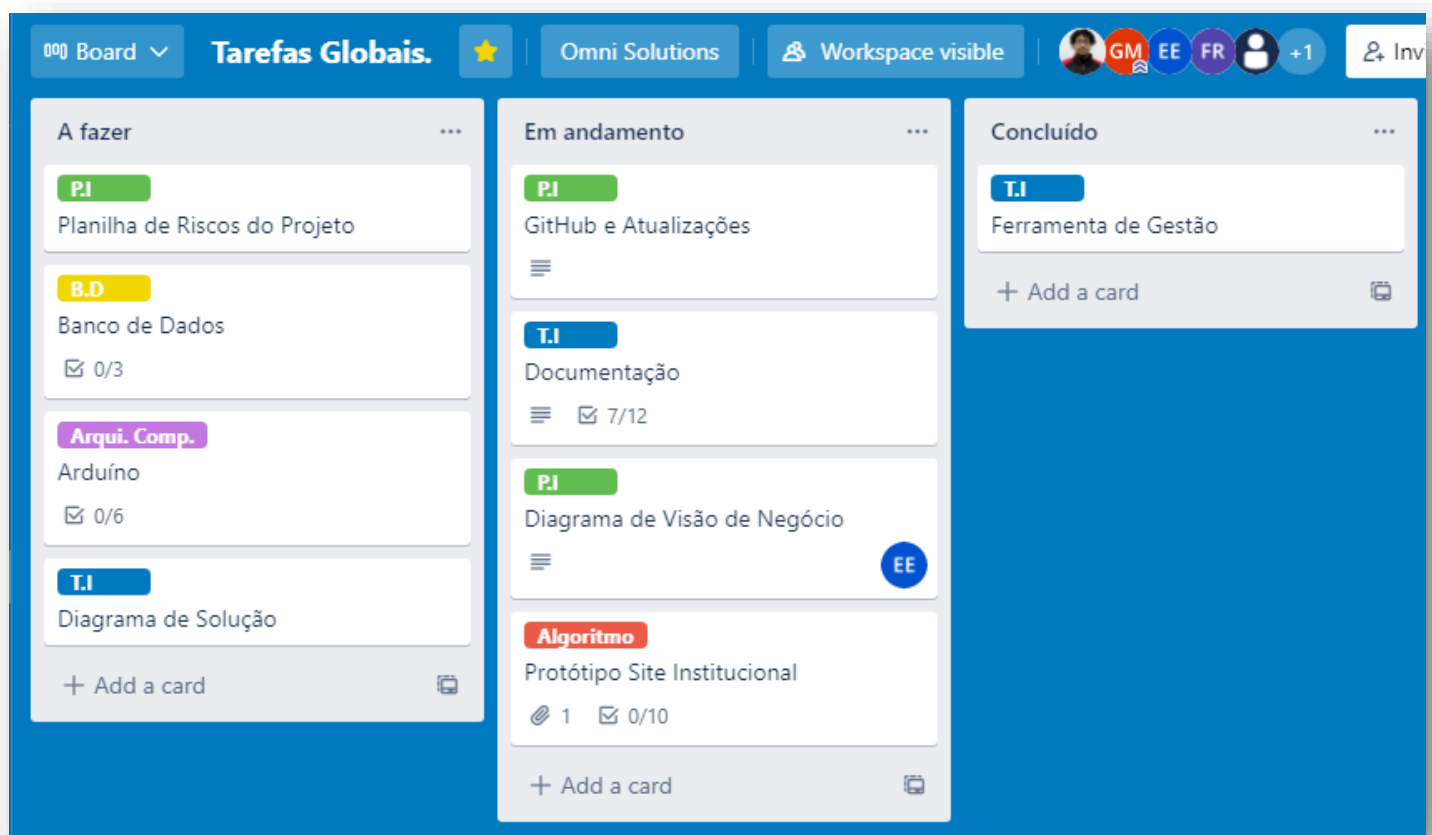 Board
Tarefas Globais.
Omni Solutions
Workspace visible
GM
EE
FR
+1
Inv
A fazer
P.I
Planilha de Riscos do Projeto
B.D
Banco de Dados
0/3
Arqui. Comp.
Arduíno
0/6
T.I
Diagrama de Solução
+ Add a card
Em andamento
P.I
GitHub e Atualizações
T.I
Documentação
7/12
P.I
Diagrama de Visão de Negócio
EE
Algoritmo
Protótipo Site Institucional
1 0/10
+ Add a card
Concluído
T.I
Ferramenta de Gestão
+ Add a card